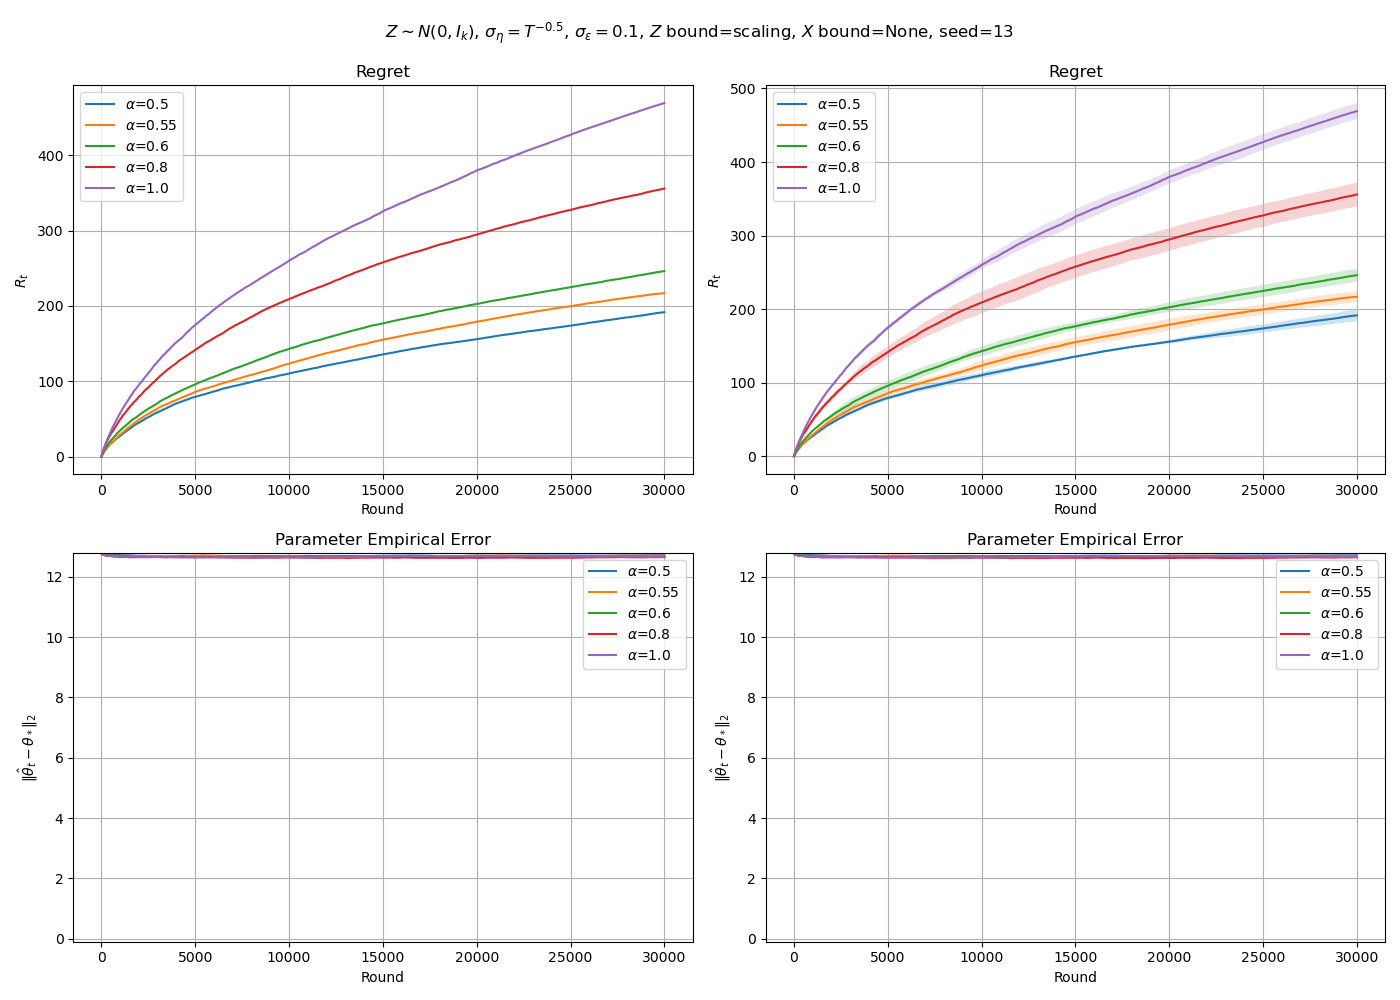 Z ∼ N(0, I_k), σ_η = T^{−0.5}, σ_ε = 0.1, Z bound=scaling, X bound=None, seed=13
Regret
α=0.5
α=0.55
α=0.6
α=0.8
α=1.0
R_t
400
300
200
100
0
0 5000 10000 15000 20000 25000 30000
Round
Regret
α=0.5
α=0.55
α=0.6
α=0.8
α=1.0
R_t
500
400
300
200
100
0
0 5000 10000 15000 20000 25000 30000
Round
Parameter Empirical Error
α=0.5
α=0.55
α=0.6
α=0.8
α=1.0
‖θ̂_t − θ_*‖_2
12
10
8
6
4
2
0
0 5000 10000 15000 20000 25000 30000
Round
Parameter Empirical Error
α=0.5
α=0.55
α=0.6
α=0.8
α=1.0
‖θ̂_t − θ_*‖_2
12
10
8
6
4
2
0
0 5000 10000 15000 20000 25000 30000
Round